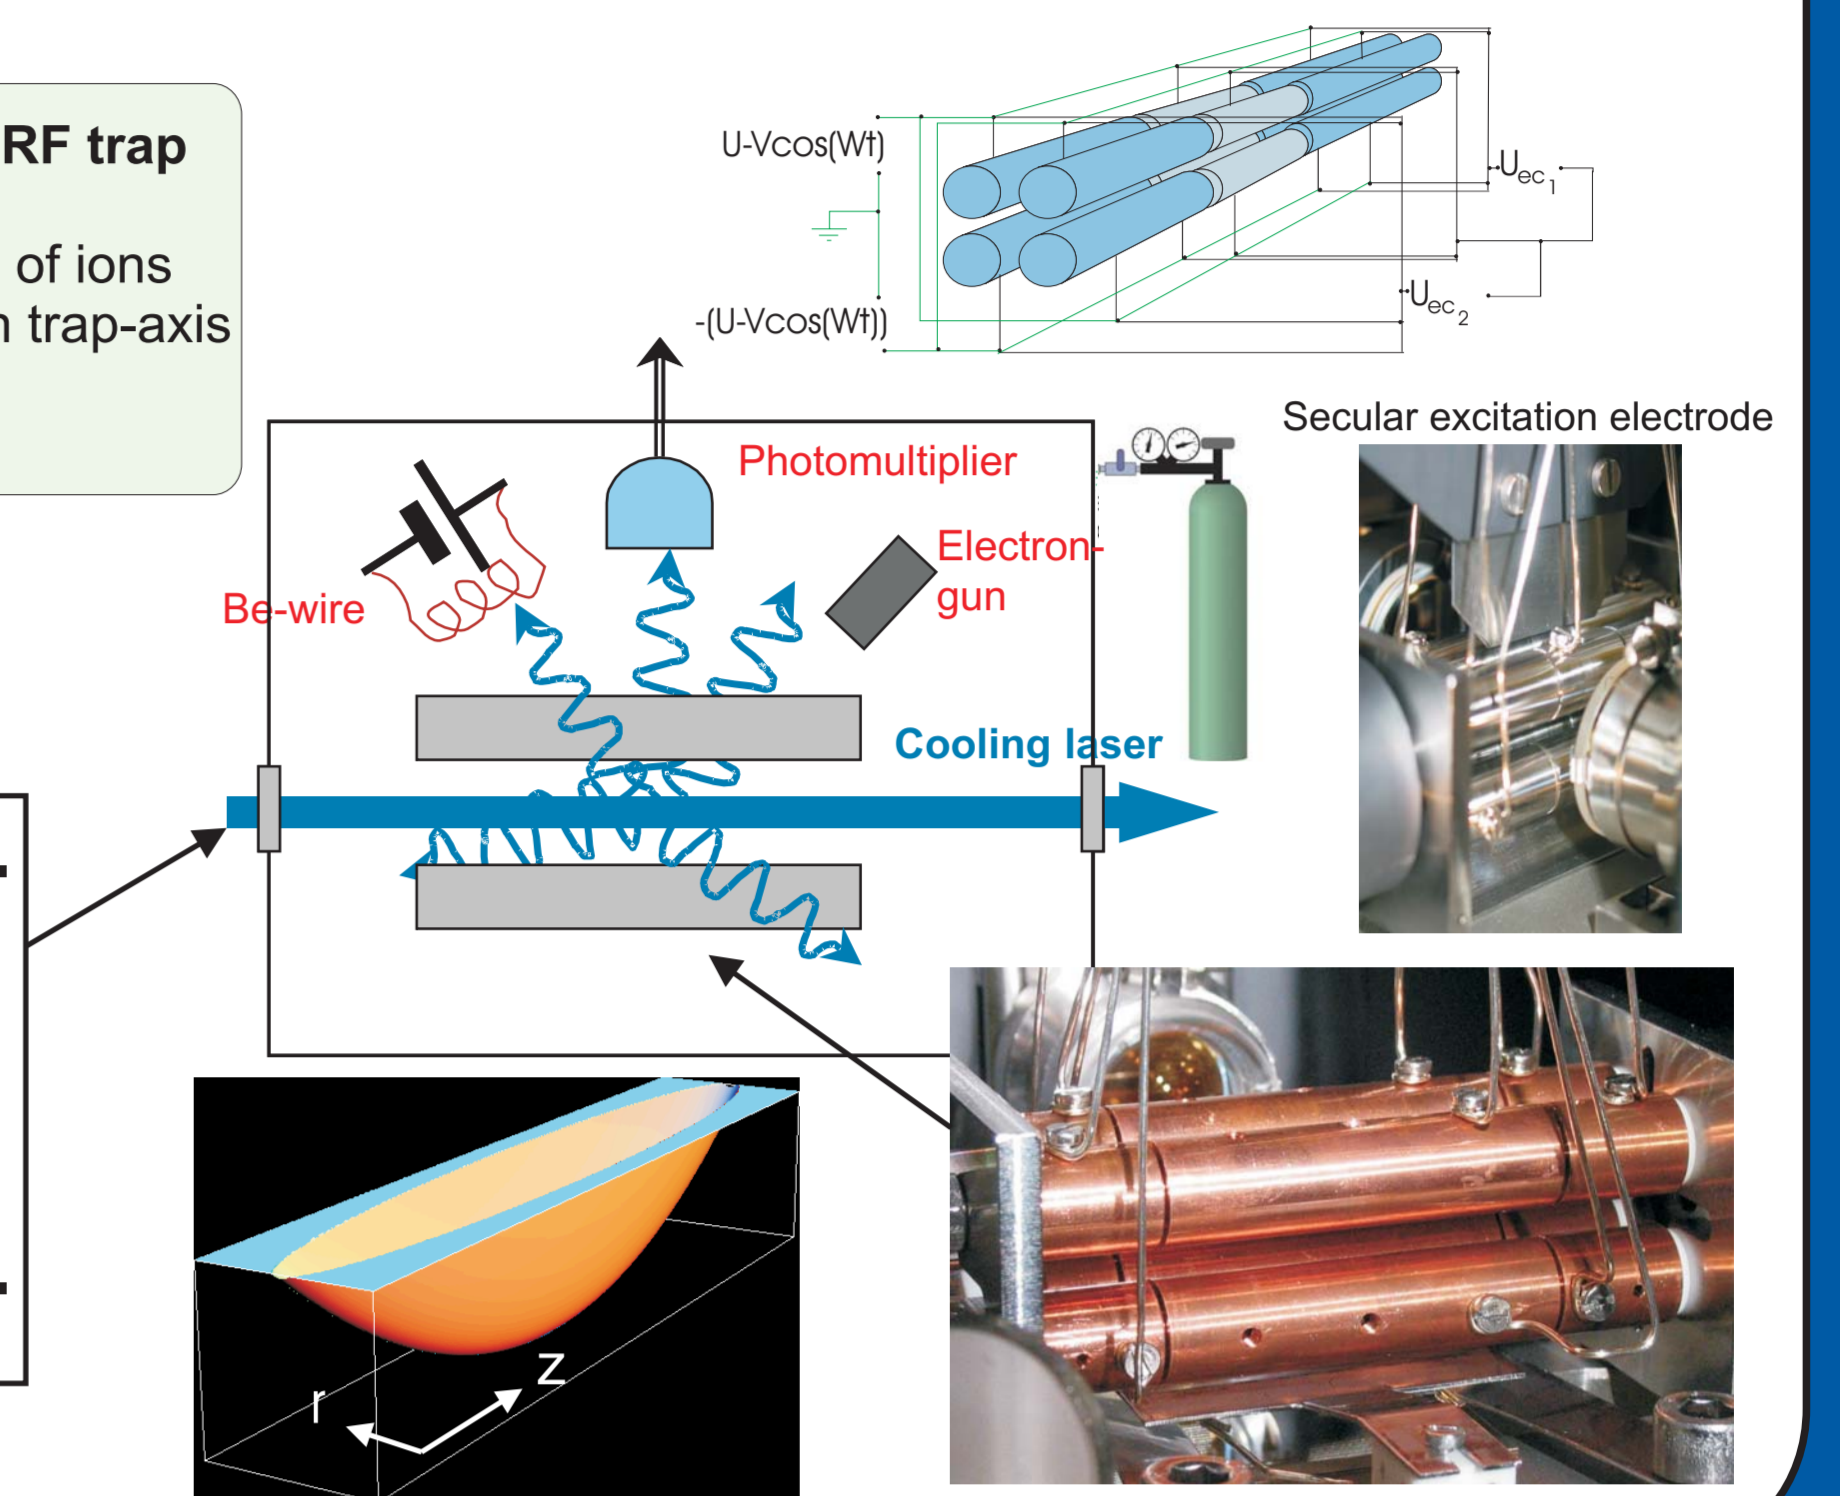 RF trap
of ions
trap-axis
U-Vcos(Wt)
-(U-Vcos(Wt))
Uec1
Uec2
Secular excitation electrode
Photomultiplier
Electron-
gun
Be-wire
Cooling laser
r
z